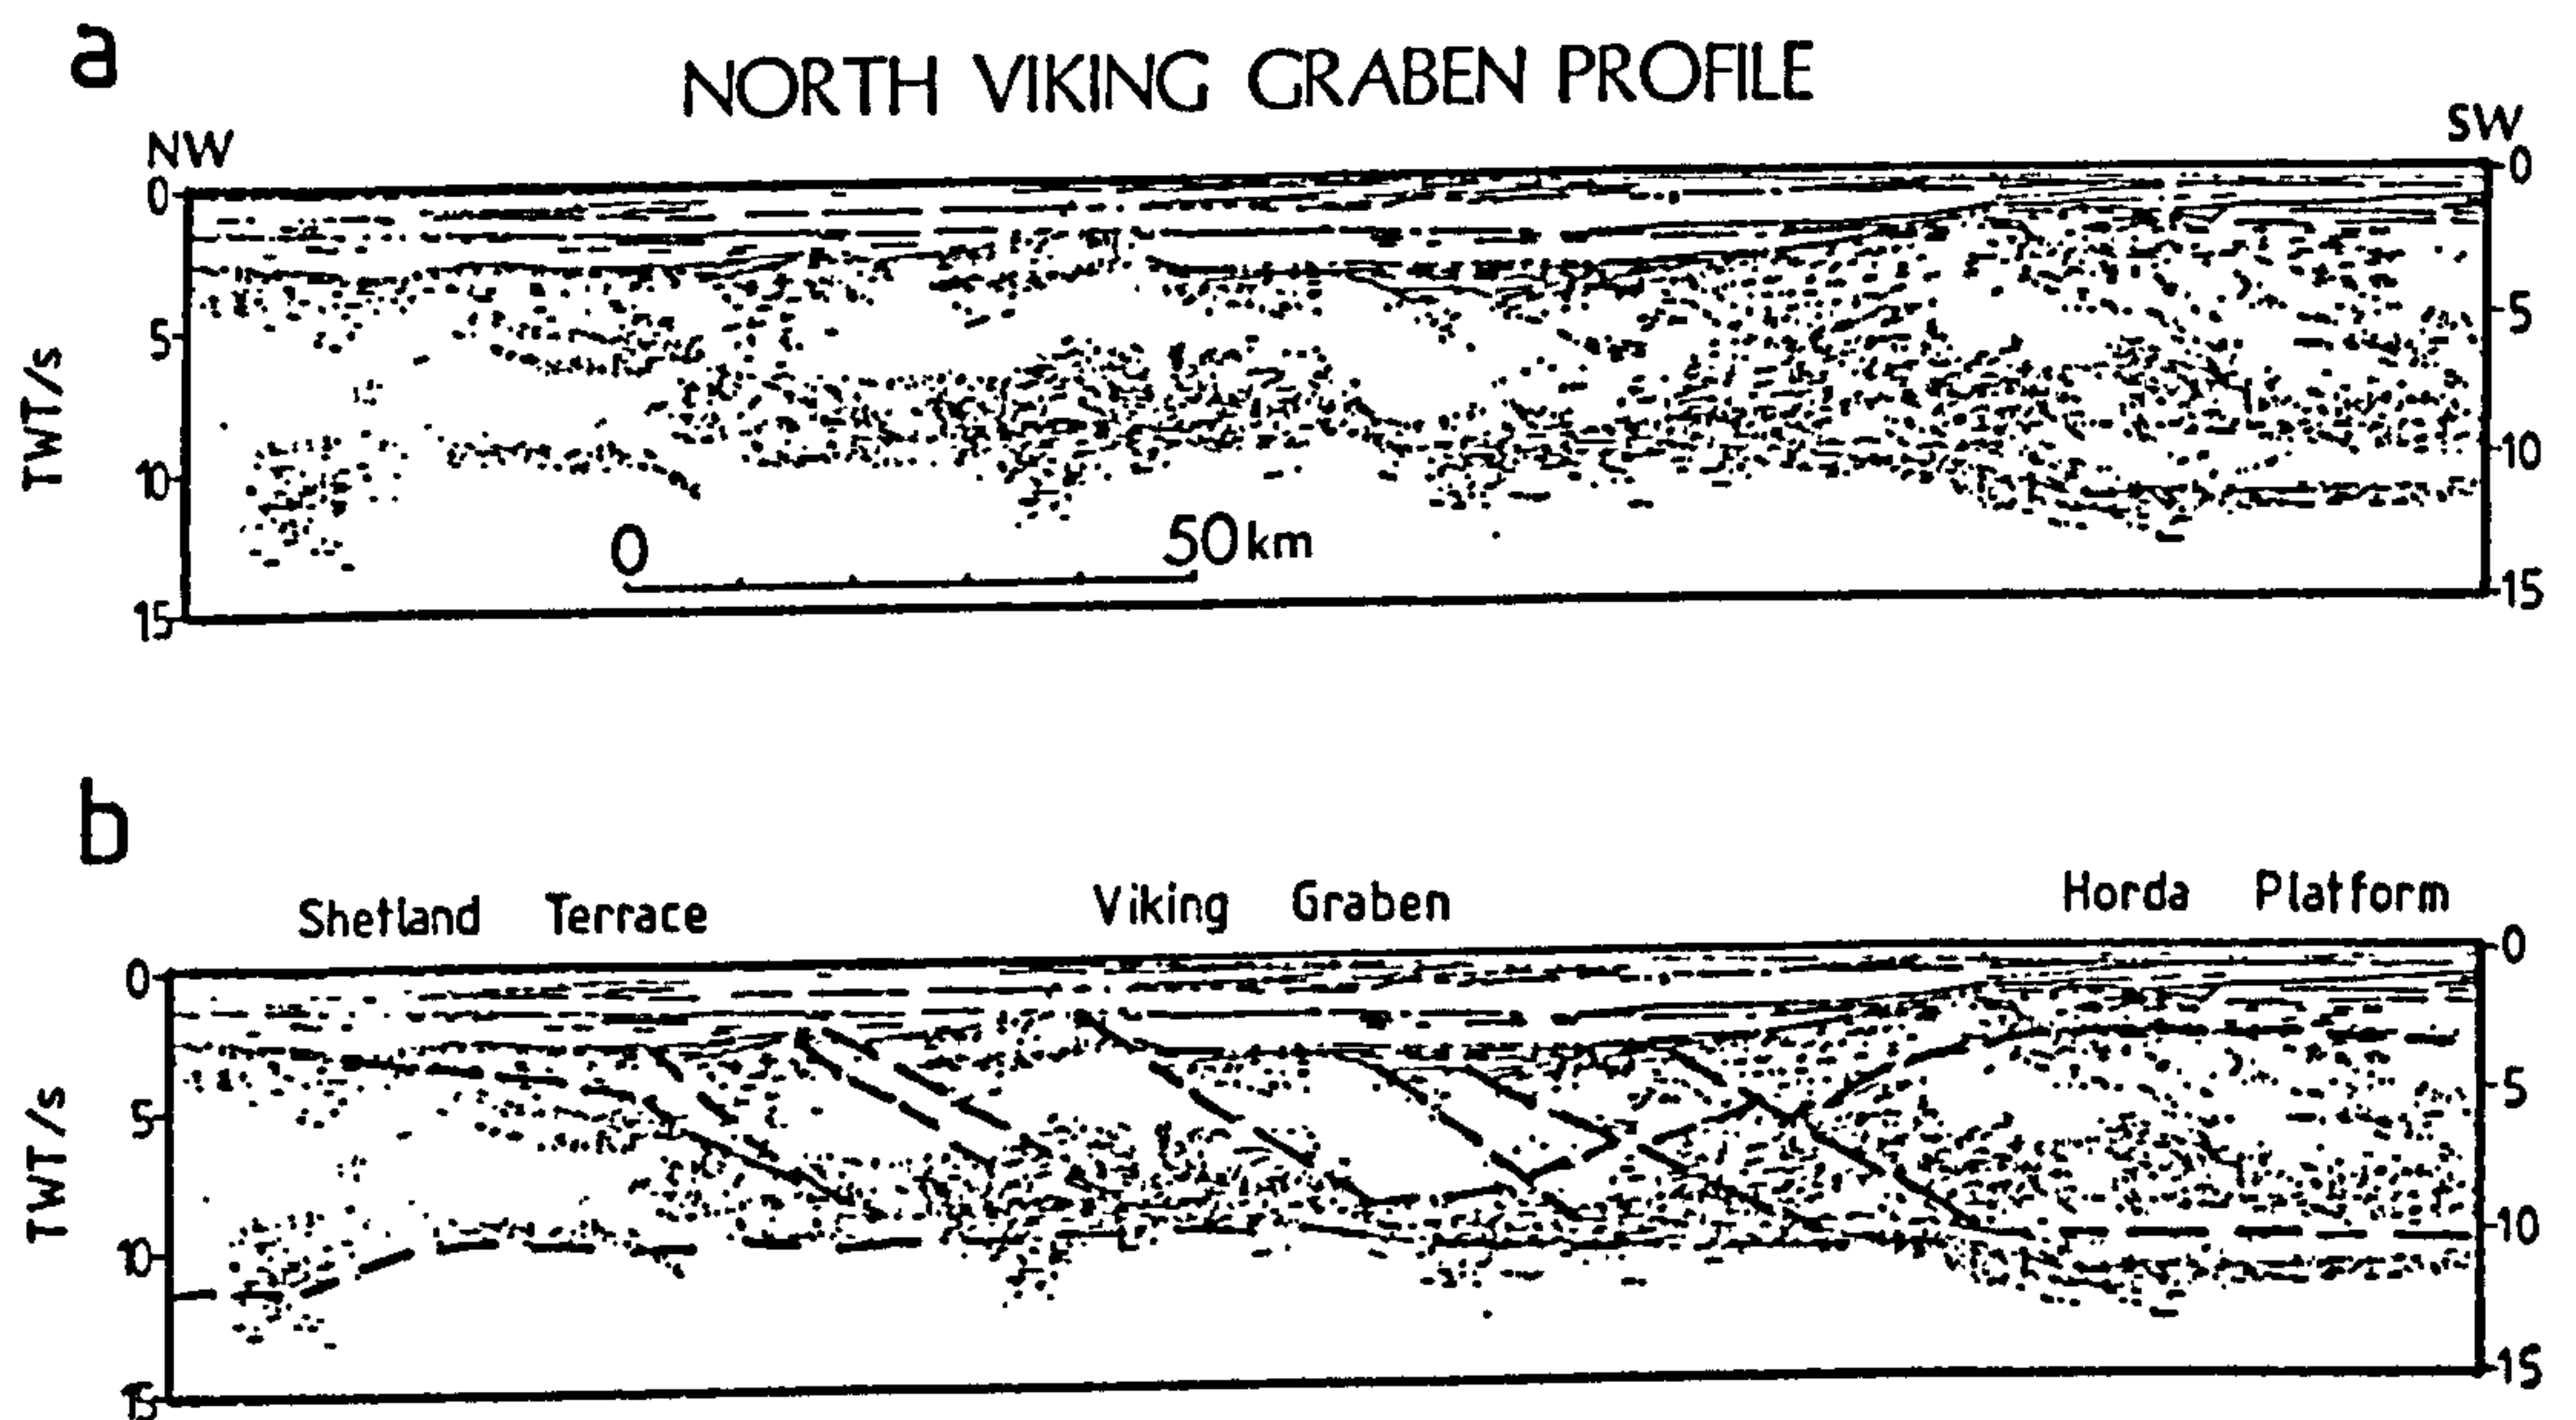 a
NORTH VIKING GRABEN PROFILE
NW SW
0 0
5 5
TWT/s
10 10
0 50km
15 15
b
Shetland Terrace Viking Graben Horda Platform
0 0
5 5
TWT/s
10 10
15 15